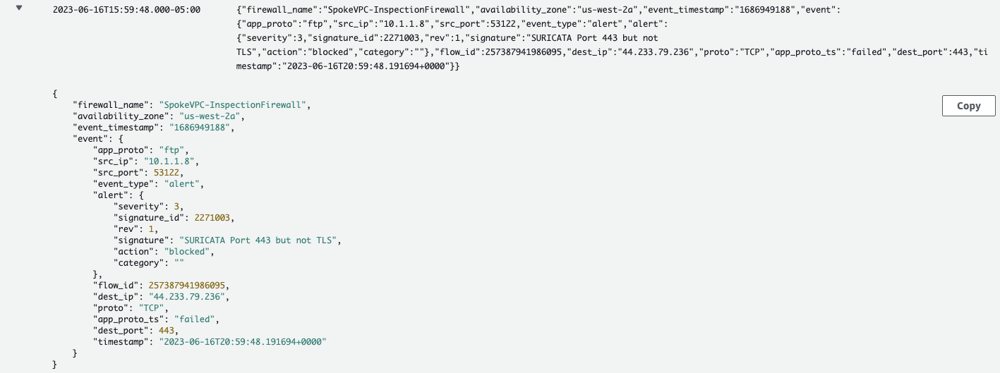 2023-06-16T15:59:48.000-05:00 {"firewall_name":"SpokeVPC-InspectionFirewall","availability_zone":"us-west-2a","event_timestamp":"1686949188","event":
{"app_proto":"ftp","src_ip":"10.1.1.8","src_port":53122,"event_type":"alert","alert":
{"severity":3,"signature_id":2271003,"rev":1,"signature":"SURICATA Port 443 but not
TLS","action":"blocked","category":""},"flow_id":257387941986095,"dest_ip":"44.233.79.236","proto":"TCP","app_proto_ts":"failed","dest_port":443,"ti
mestamp":"2023-06-16T20:59:48.191694+0000"}}
{
"firewall_name": "SpokeVPC-InspectionFirewall",
Copy
"availability_zone": "us-west-2a",
"event_timestamp": "1686949188",
"event": {
"app_proto": "ftp",
"src_ip": "10.1.1.8",
"src_port": 53122,
"event_type": "alert",
"alert": {
"severity": 3,
"signature_id": 2271003,
"rev": 1,
"signature": "SURICATA Port 443 but not TLS",
"action": "blocked",
"category": ""
},
"flow_id": 257387941986095,
"dest_ip": "44.233.79.236",
"proto": "TCP",
"app_proto_ts": "failed",
"dest_port": 443,
"timestamp": "2023-06-16T20:59:48.191694+0000"
}
}